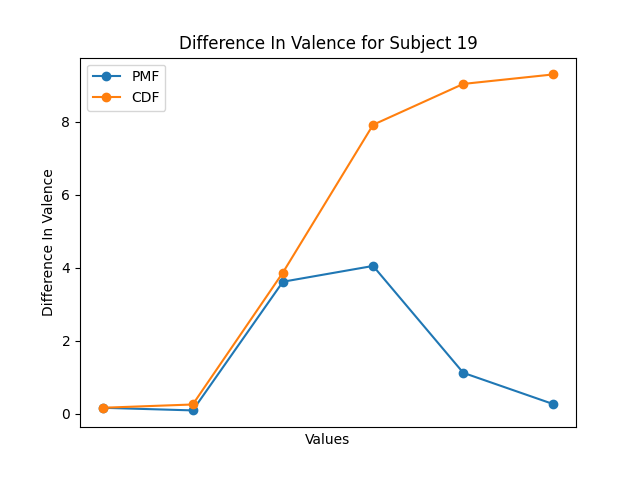 Difference In Valence for Subject 19
PMF
CDF
8
6
4
2
0
Difference In Valence
Values